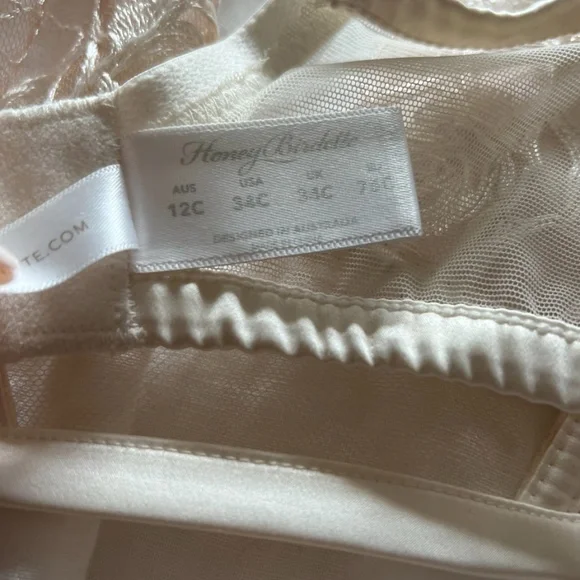 Honey Birdette
AUS USA UK
12C 34C 34C 75C
DESIGNED IN AUSTRALIA
TE.COM